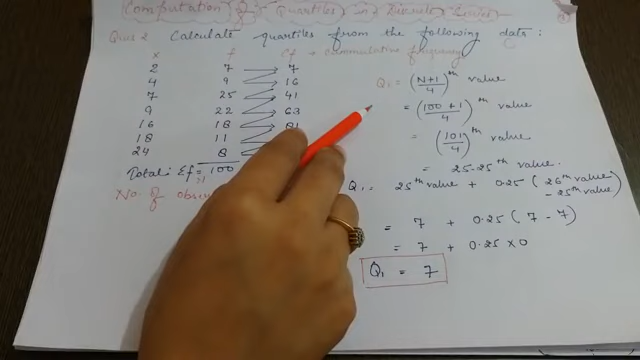 Computation of Quartiles in Discrete Series
Ques 2 Calculate quartiles from the following data:
x f Cf → commulative frequency
2 7 7
4 9 16
7 25 41
9 22 63
16 18 81
18 11
24 8
Total: Σf = 100
No. of obser
Q₁ = (N+1/4)th value
= (100 + 1/4)th value
= (101/4)th value
= 25.25th value.
Q₁ = 25th value + 0.25 (26th value - 25th value)
= 7 + 0.25 (7 - 7)
= 7 + 0.25 × 0
Q₁ = 7